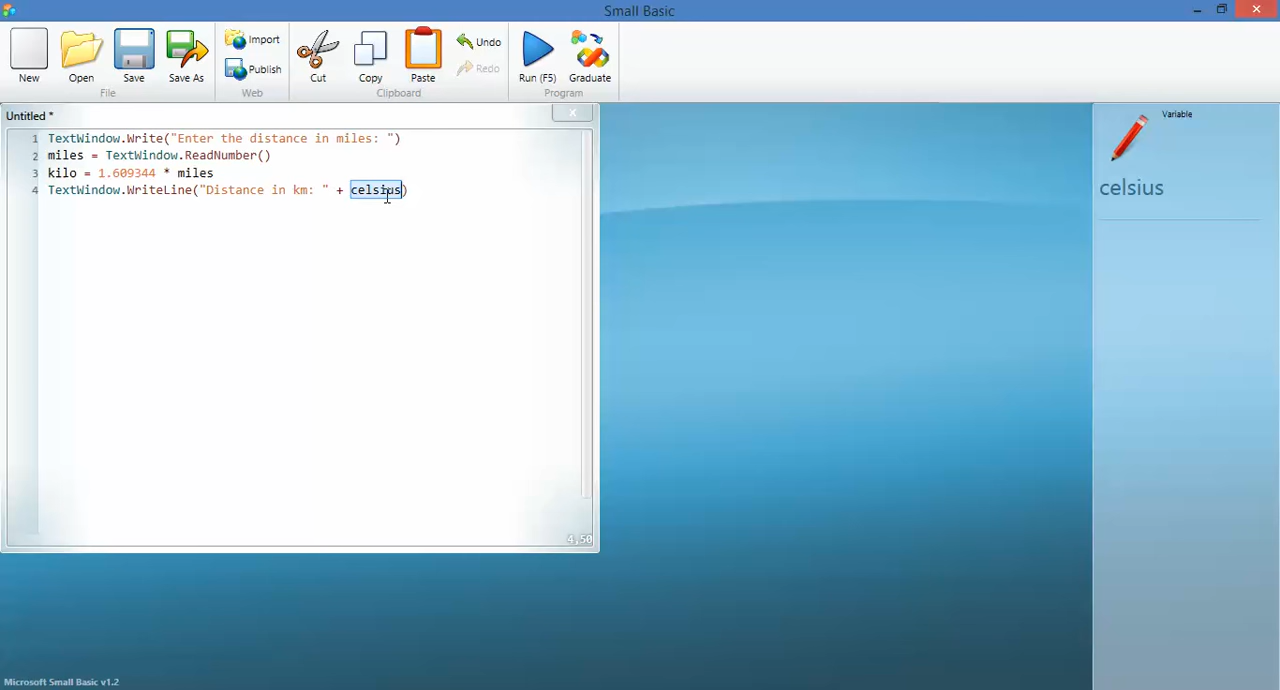 Small Basic
New
Open
Save
Save As
Import
Publish
Cut
Copy
Paste
Undo
Redo
Run (F5)
Graduate
File
Web
Clipboard
Program
Untitled *
1 TextWindow.Write("Enter the distance in miles: ")
2 miles = TextWindow.ReadNumber()
3 kilo = 1.609344 * miles
4 TextWindow.WriteLine("Distance in km: " + celsius)
4,50
Variable
celsius
Microsoft Small Basic v1.2